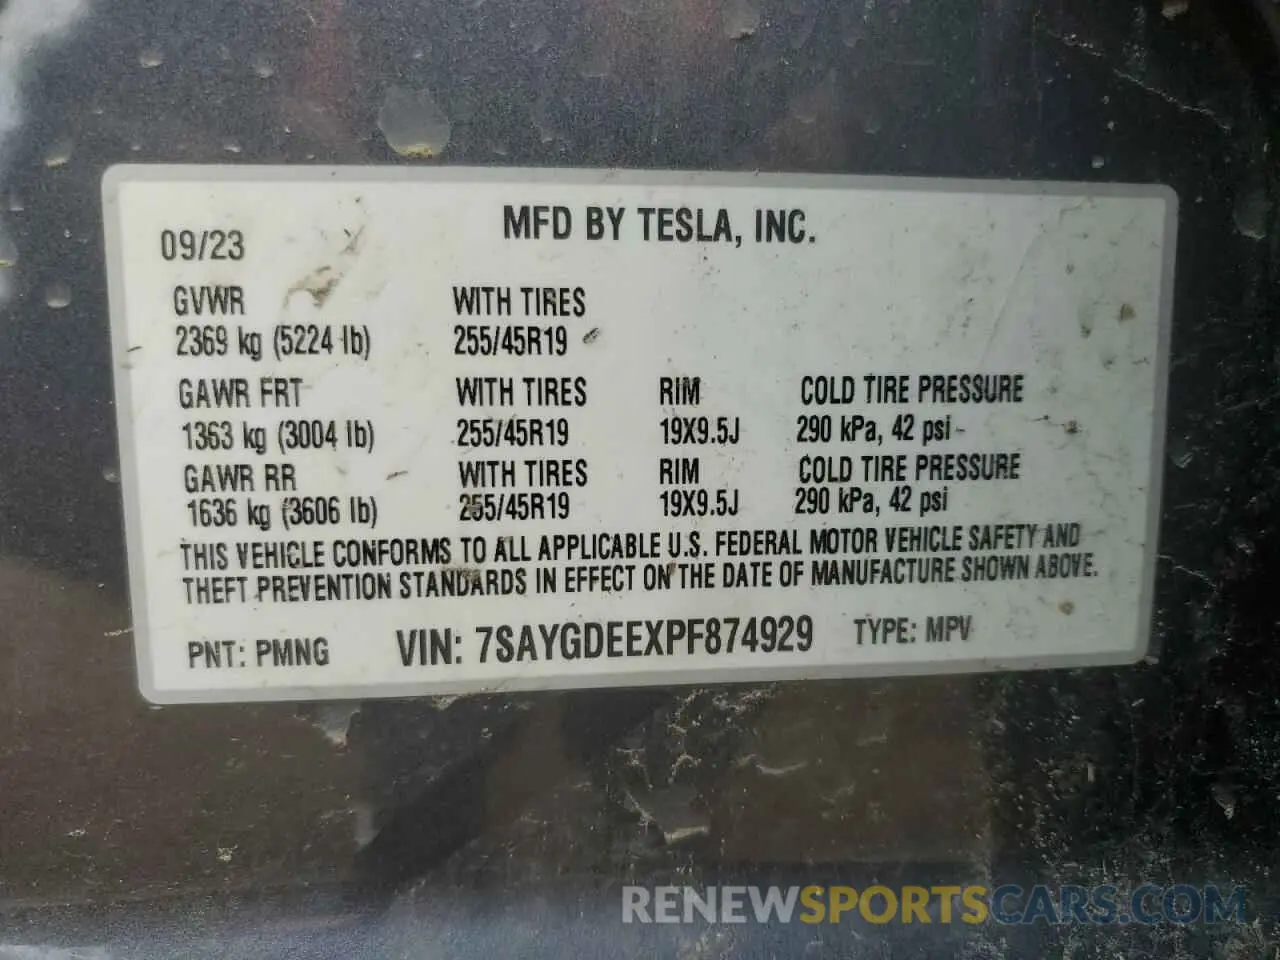 MFD BY TESLA, INC.
09/23
GVWR WITH TIRES
2369 kg (5224 lb) 255/45R19
GAWR FRT WITH TIRES RIM COLD TIRE PRESSURE
1363 kg (3004 lb) 255/45R19 19X9.5J 290 kPa, 42 psi
GAWR RR WITH TIRES RIM COLD TIRE PRESSURE
1636 kg (3606 lb) 255/45R19 19X9.5J 290 kPa, 42 psi
THIS VEHICLE CONFORMS TO ALL APPLICABLE U.S. FEDERAL MOTOR VEHICLE SAFETY AND
THEFT PREVENTION STANDARDS IN EFFECT ON THE DATE OF MANUFACTURE SHOWN ABOVE.
PNT: PMNG VIN: 7SAYGDEEXPF874929 TYPE: MPV
RENEWSPORTSCARS.COM